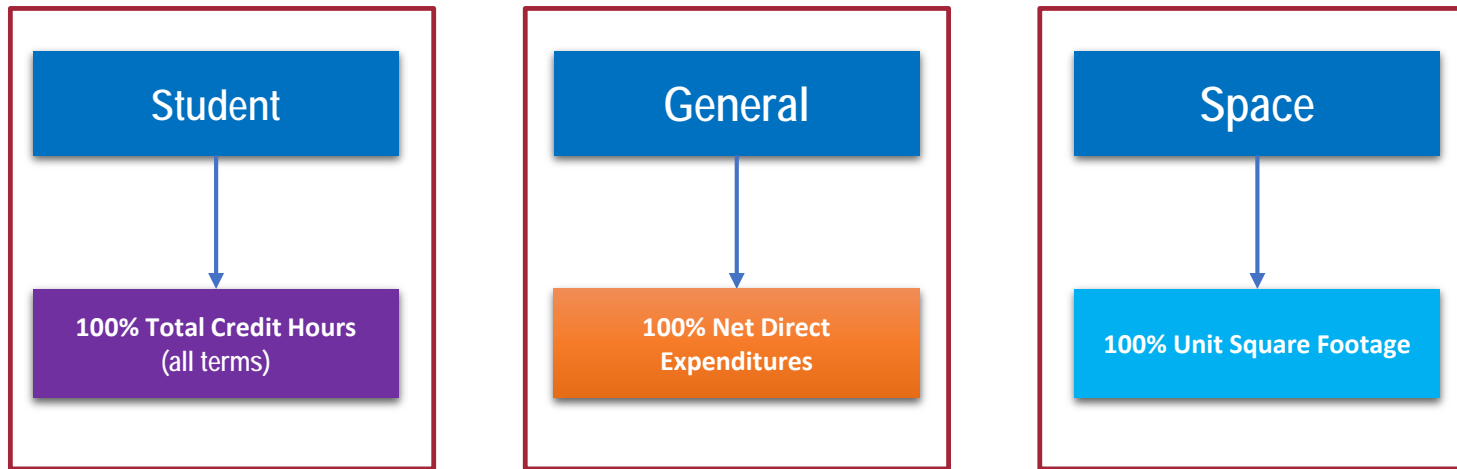 Student
100% Total Credit Hours
(all terms)
General
100% Net Direct
Expenditures
Space
100% Unit Square Footage